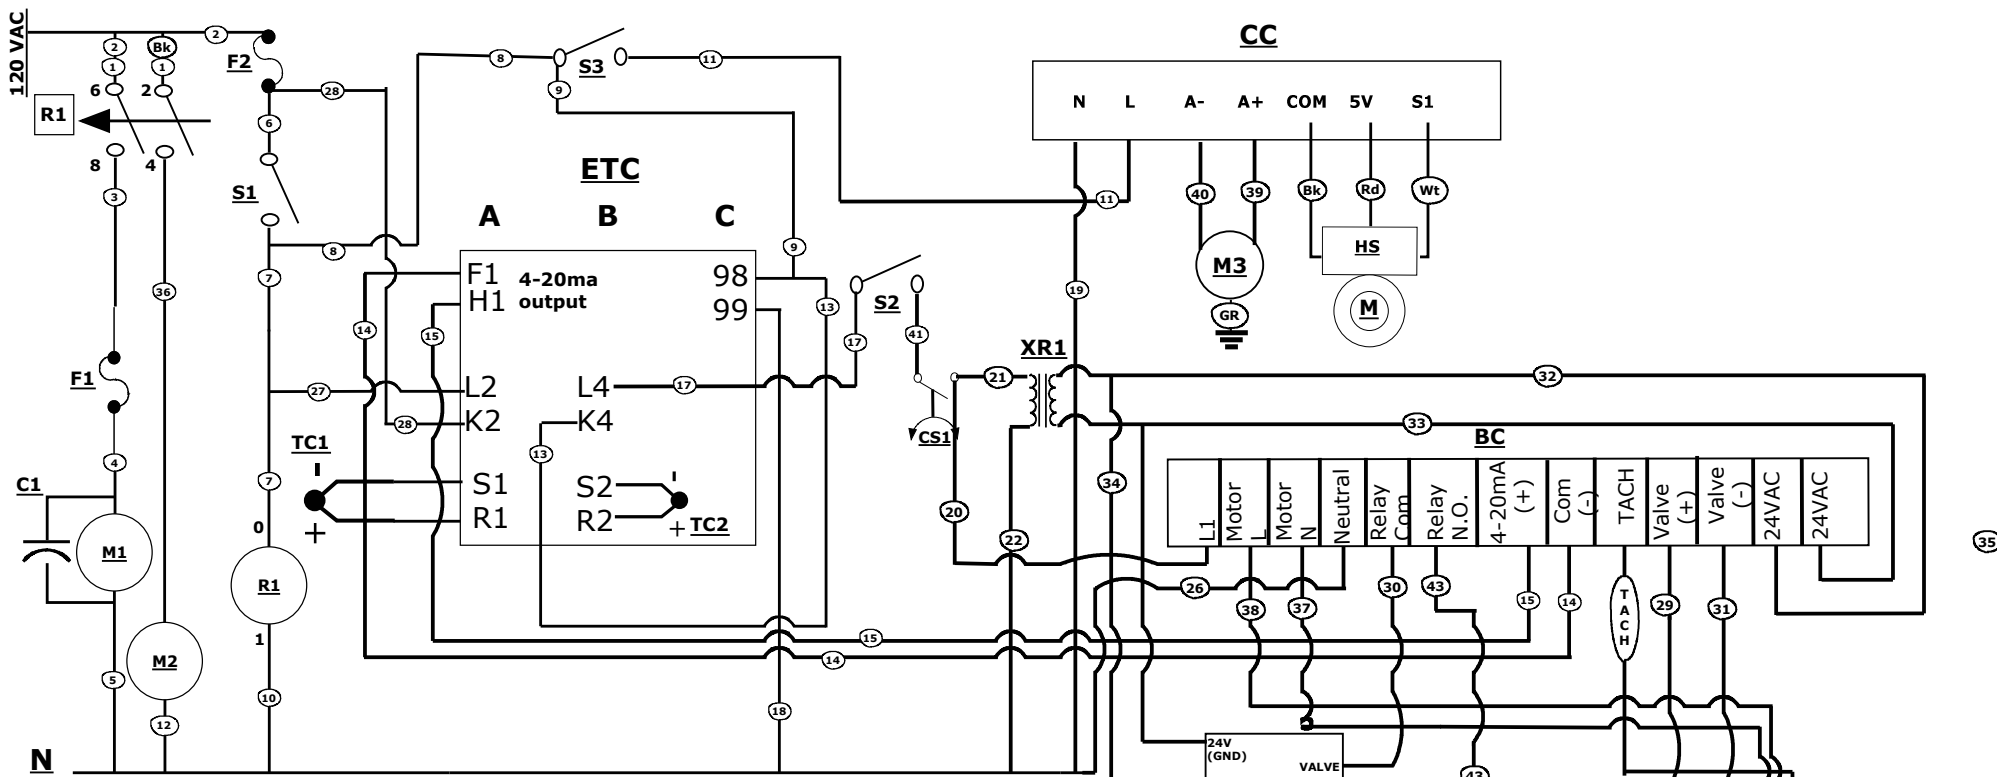 120 VAC
2
2
1
Bk
1
F2
28
6
6
2
R1
8
4
3
S1
8
7
36
F1
4
27
7
C1
M1
0
R1
1
M2
5
12
10
N
8
S3
9
11
ETC
A
B
C
9
F1
4-20ma
output
H1
98
99
14
15
13
L2
L4
17
K2
28
K4
13
TC1
-
+
S1
R1
S2
R2
-
+
TC2
17
S2
41
CS1
15
14
18
CC
N
L
A-
A+
COM
5V
S1
11
40
39
Bk
Rd
Wt
M3
GR
HS
M
19
XR1
21
32
33
BC
20
22
34
L1
Motor
L
Motor
N
Neutral
Relay
Com
Relay
N.O.
4-20mA
(+)
Com
(-)
TACH
Valve
(+)
Valve
(-)
24VAC
24VAC
35
26
38
37
30
43
15
14
TACH
29
31
24V
(GND)
VALVE
43